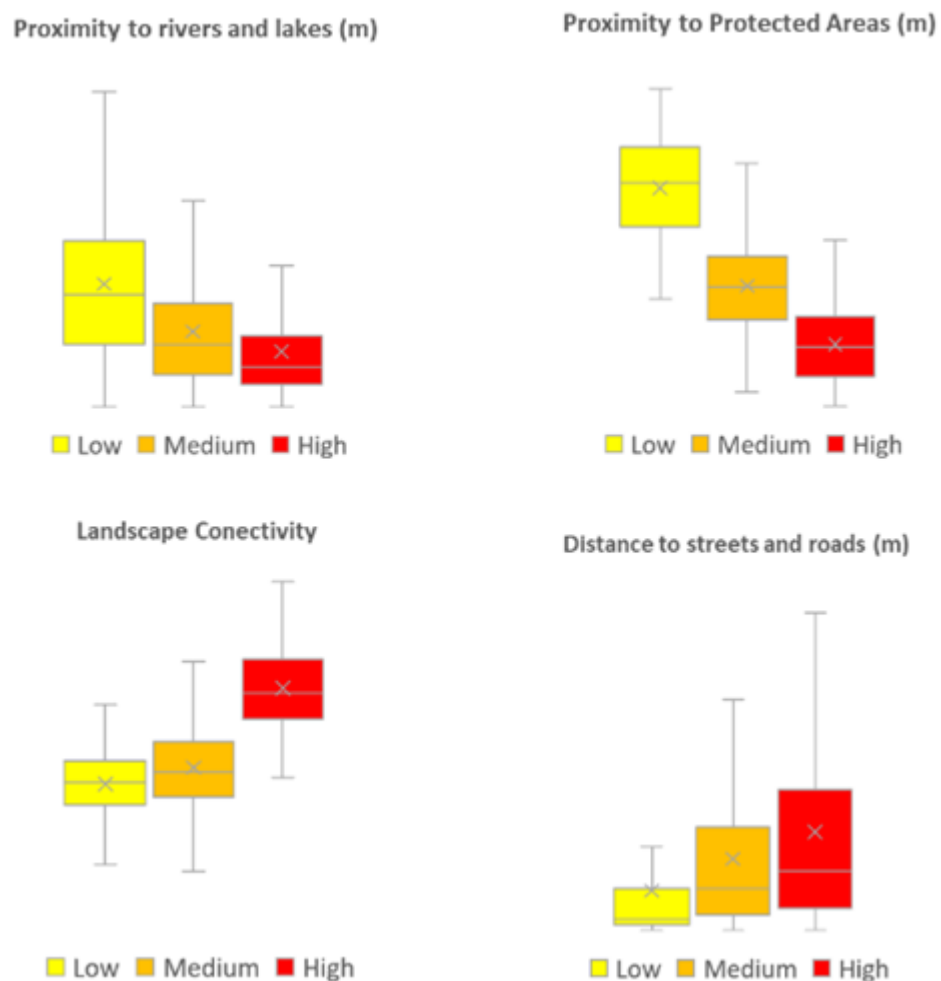 Proximity to rivers and lakes (m)
Low Medium High
Proximity to Protected Areas (m)
Low Medium High
Landscape Conectivity
Low Medium High
Distance to streets and roads (m)
Low Medium High